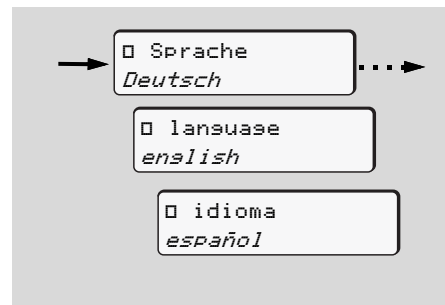 □ Sprache
Deutsch
□ language
english
□ idioma
español